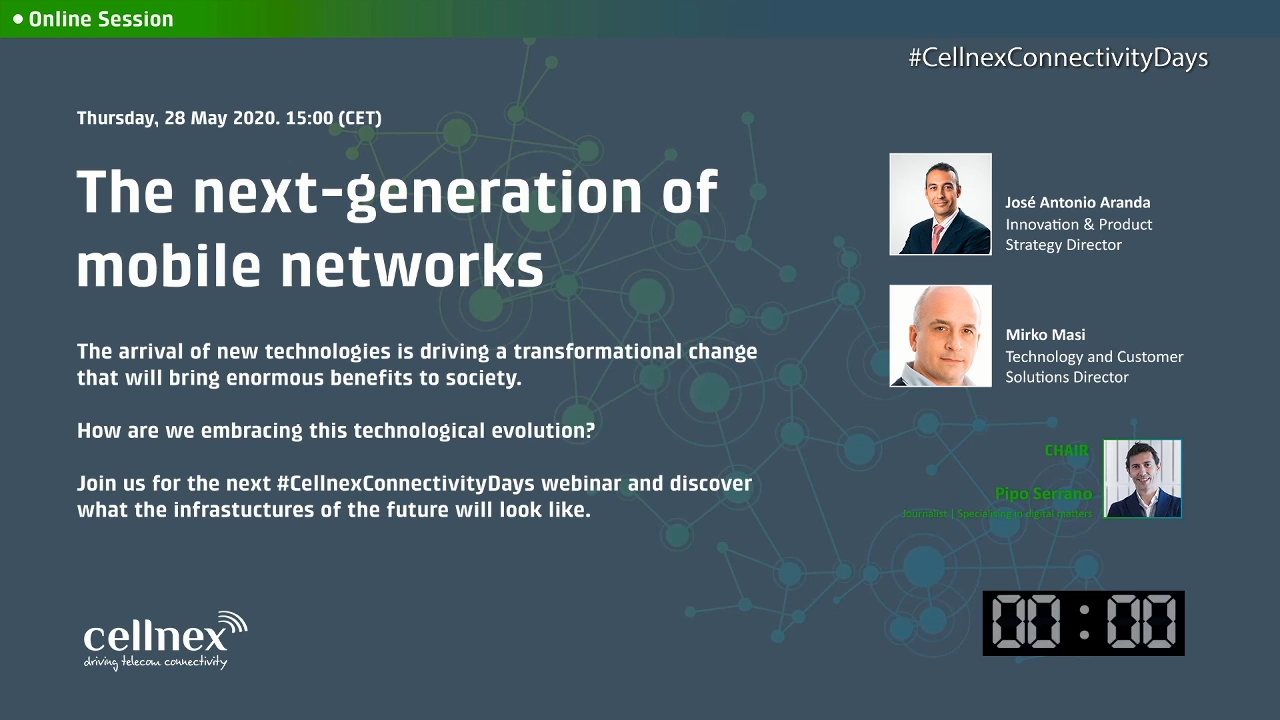 Online Session
#CellnexConnectivityDays
Thursday, 28 May 2020. 15:00 (CET)
The next-generation of
mobile networks
The arrival of new technologies is driving a transformational change
that will bring enormous benefits to society.
How are we embracing this technological evolution?
Join us for the next #CellnexConnectivityDays webinar and discover
what the infrastuctures of the future will look like.
José Antonio Aranda
Innovation & Product
Strategy Director
Mirko Masi
Technology and Customer
Solutions Director
CHAIR
Pipo Serrano
Journalist | Specialising in digital matters
cellnex
driving telecom connectivity
00:00